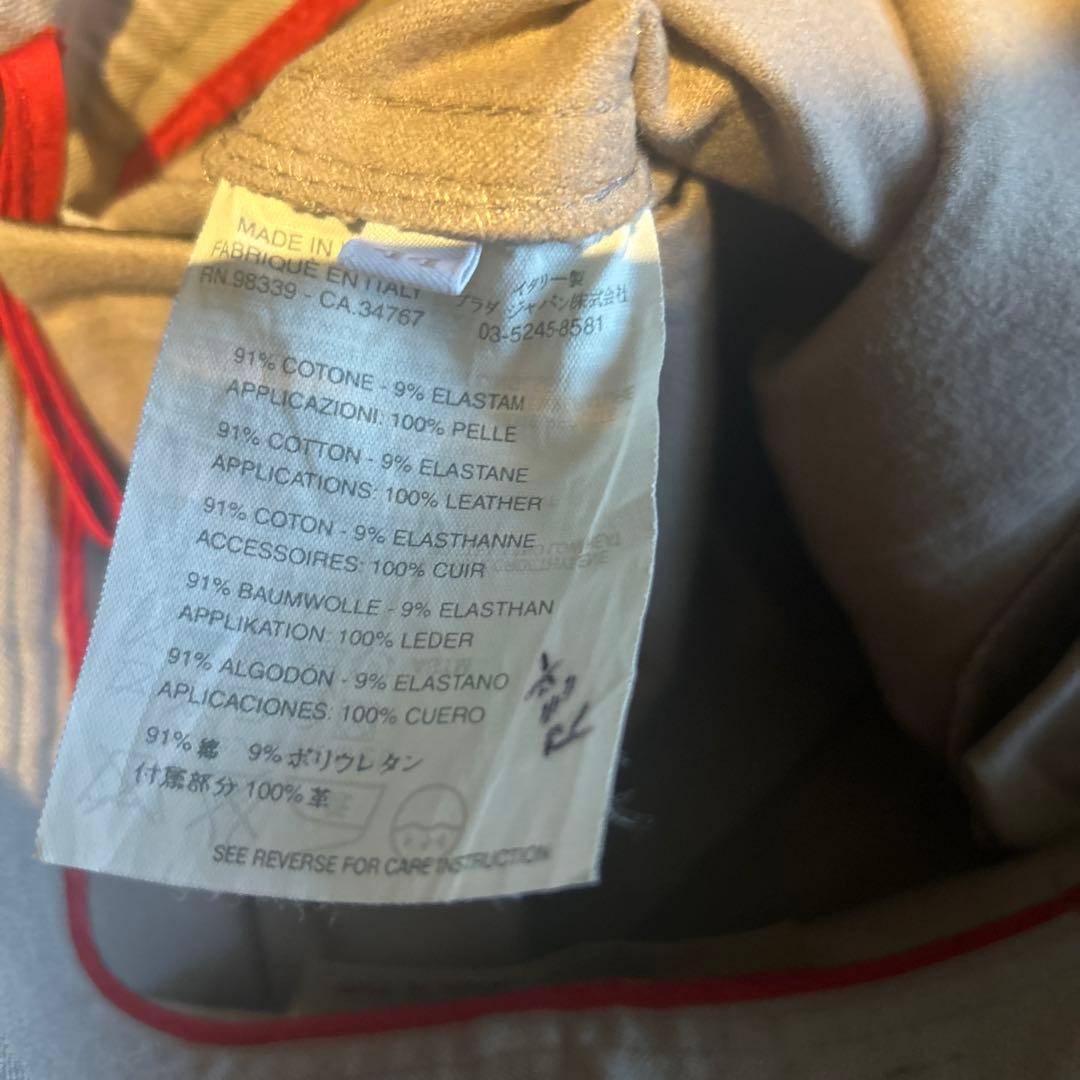 MADE IN
FABRIQUÉ EN ITALY
RN.98339 - CA.34767
イタリー製
プラダ ジャパン株式会社
03-5245-8581
91% COTONE - 9% ELASTAM
APPLICAZIONI: 100% PELLE
91% COTTON - 9% ELASTANE
APPLICATIONS: 100% LEATHER
91% COTON - 9% ELASTHANNE
ACCESSOIRES: 100% CUIR
91% BAUMWOLLE - 9% ELASTHAN
APPLIKATION: 100% LEDER
91% ALGODÓN - 9% ELASTANO
APLICACIONES: 100% CUERO
91% 綿 9% ポリウレタン
付属部分 100% 革
SEE REVERSE FOR CARE INSTRUCTION